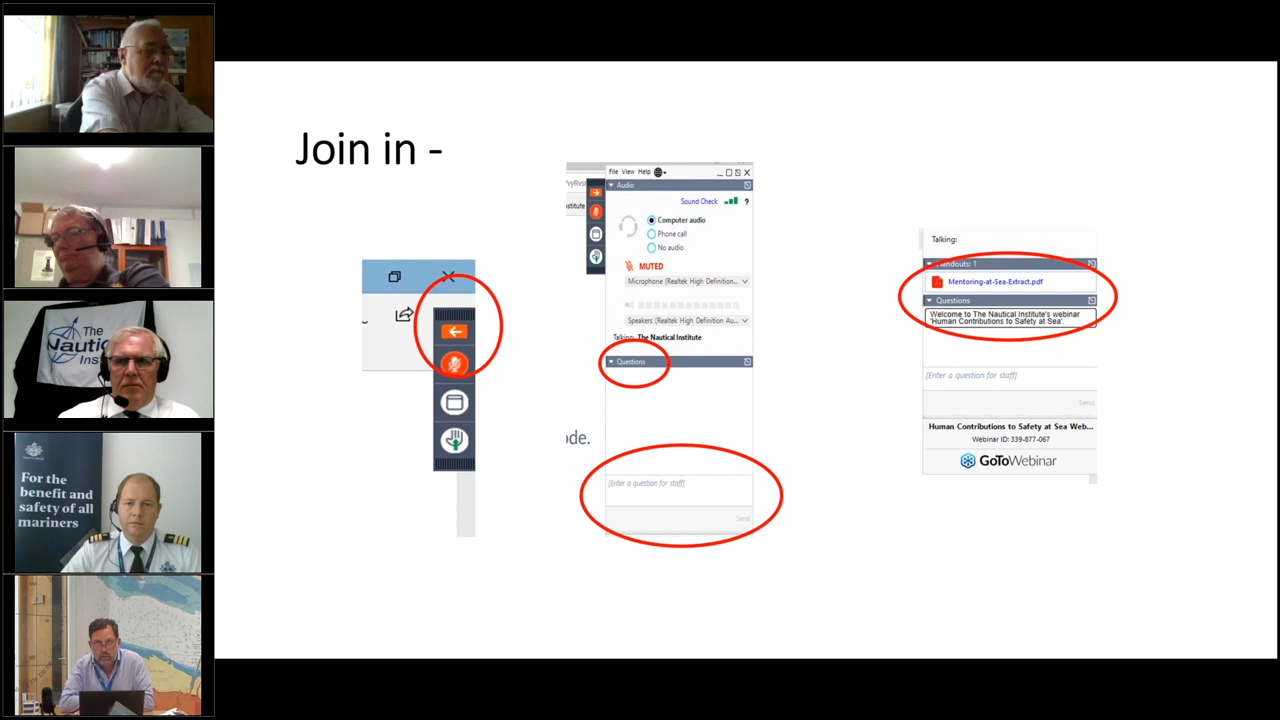 The
Nautic
Inst
For the
benefit and
safety of all
mariners
Join in -
File View Help
Audio
Sound Check
?
Computer audio
Phone call
No audio
MUTED
Microphone (Realtek High Definition...
Speakers (Realtek High Definition Au...
Talking: The Nautical Institute
Questions
ode.
[Enter a question for staff]
Send
Talking:
Handouts: 1
Mentoring-at-Sea-Extract.pdf
Questions
Welcome to The Nautical Institute's webinar
'Human Contributions to Safety at Sea'.
[Enter a question for staff]
Send
Human Contributions to Safety at Sea Web...
Webinar ID: 339-877-067
GoToWebinar